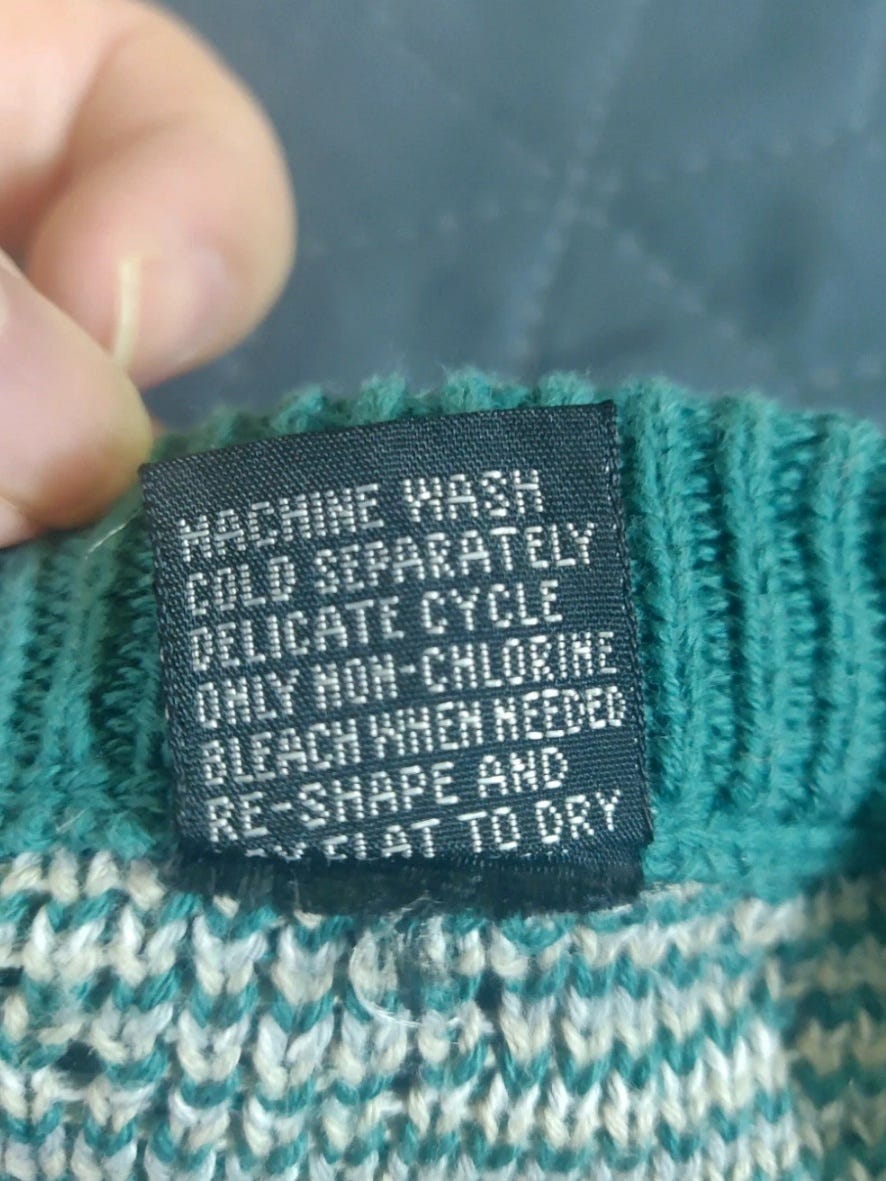 MACHINE WASH
COLD SEPARATELY
DELICATE CYCLE
ONLY NON-CHLORINE
BLEACH WHEN NEEDED
RE-SHAPE AND
FLAT TO DRY